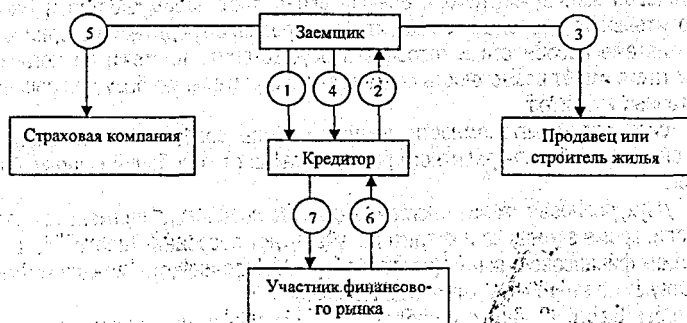 Заемщик
5
3
1
4
2
Страховая компания
Продавец или
строитель жилья
Кредитор
7
6
Участник финансово-
го рынка